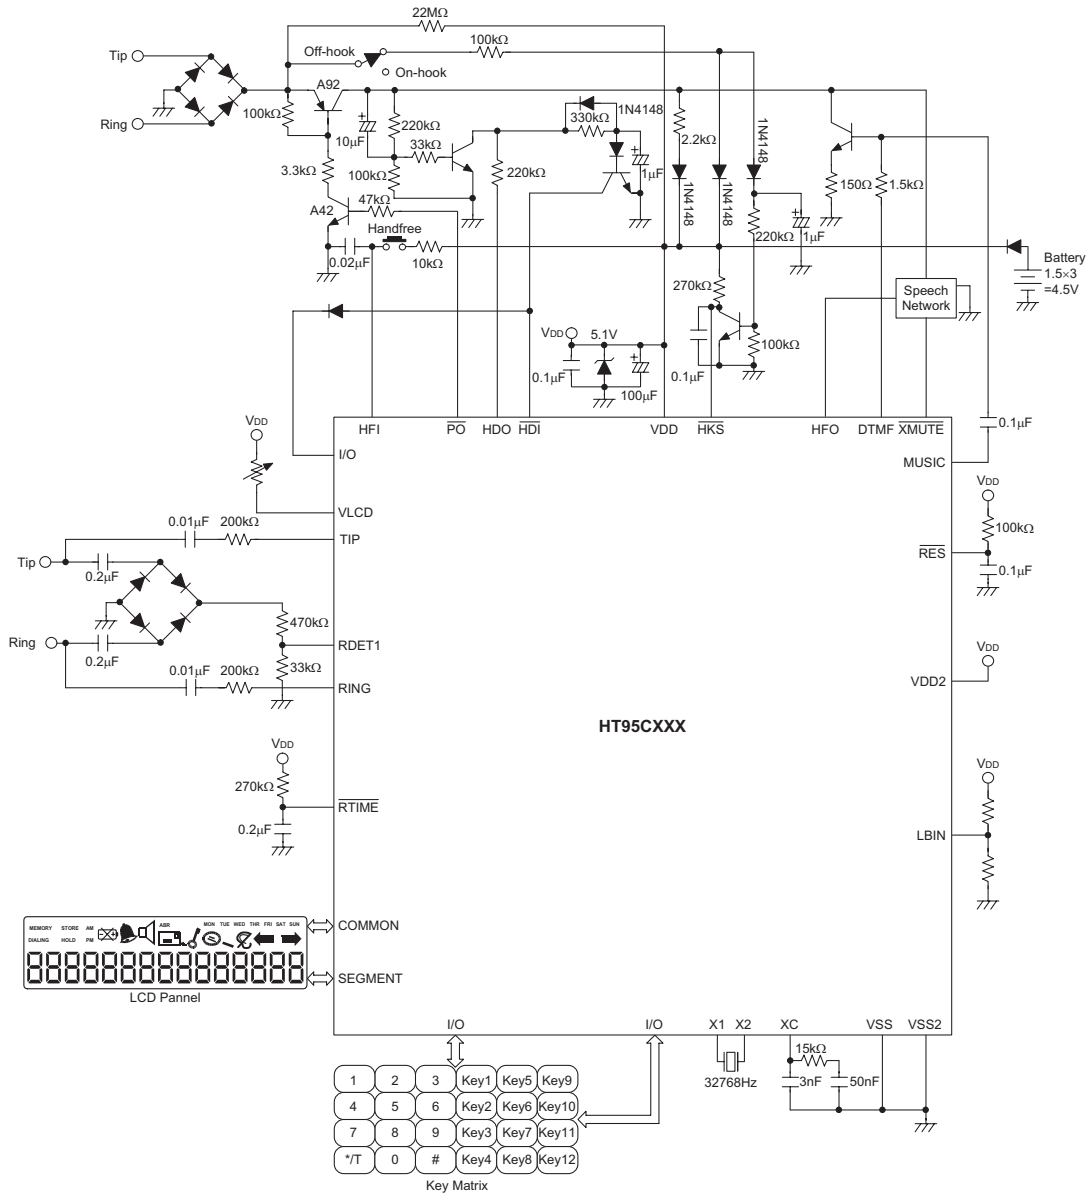 22MΩ
Off-hook
100kΩ
Tip
On-hook
A92
1N4148
100kΩ
330kΩ
Ring
10μF
220kΩ
2.2kΩ
1N4148
33kΩ
3.3kΩ
100kΩ
220kΩ
1μF
150Ω
1.5kΩ
47kΩ
1N4148
1N4148
A42
Handfree
220kΩ
1μF
0.02μF
10kΩ
Battery
1.5×3
=4.5V
270kΩ
Speech
Network
VDD
5.1V
100kΩ
0.1μF
100μF
0.1μF
VDD
HFI
PO
HDO
HDI
VDD
HKS
HFO
DTMF
XMUTE
0.1μF
I/O
MUSIC
VDD
VLCD
0.01μF
200kΩ
TIP
100kΩ
RES
Tip
0.2μF
0.1μF
470kΩ
Ring
RDET1
0.2μF
33kΩ
VDD
0.01μF
200kΩ
RING
VDD2
HT95CXXX
VDD
270kΩ
VDD
RTIME
0.2μF
LBIN
MEMORY
STORE
AM
ABR
MON TUE WED THR FRI SAT SUN
DIALING
HOLD
PM
COMMON
888888888888888
SEGMENT
LCD Pannel
I/O
I/O
X1
X2
XC
VSS
VSS2
15kΩ
32768Hz
3nF
50nF
1 2 3 Key1 Key5 Key9
4 5 6 Key2 Key6 Key10
7 8 9 Key3 Key7 Key11
*/T 0 # Key4 Key8 Key12
Key Matrix